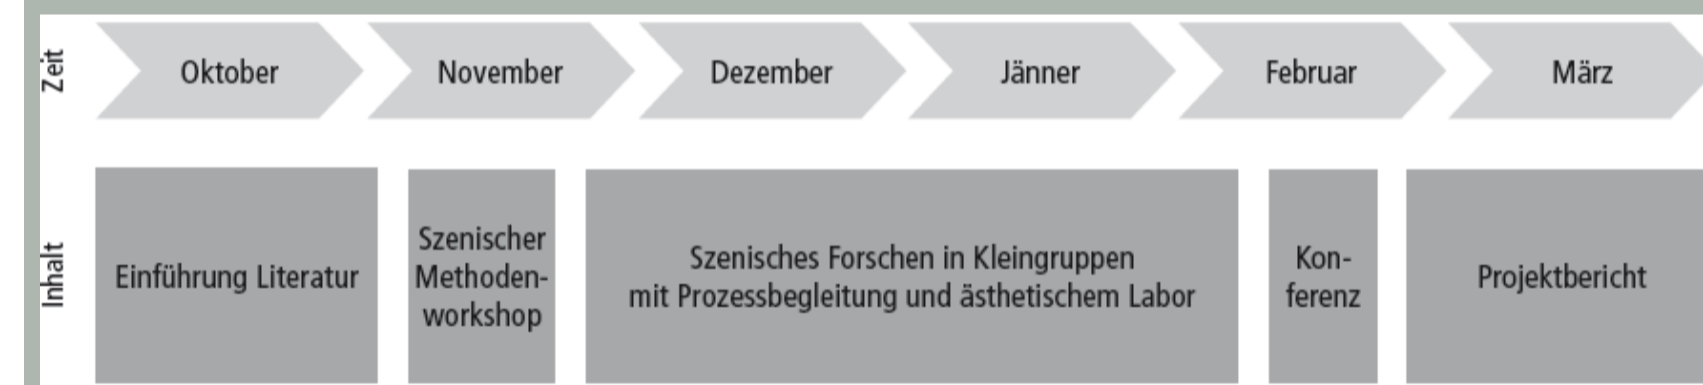 Zeit
Oktober
November
Dezember
Jänner
Februar
März
Inhalt
Einführung Literatur
Szenischer
Methoden-
workshop
Szenisches Forschen in Kleingruppen
mit Prozessbegleitung und ästhetischem Labor
Kon-
ferenz
Projektbericht